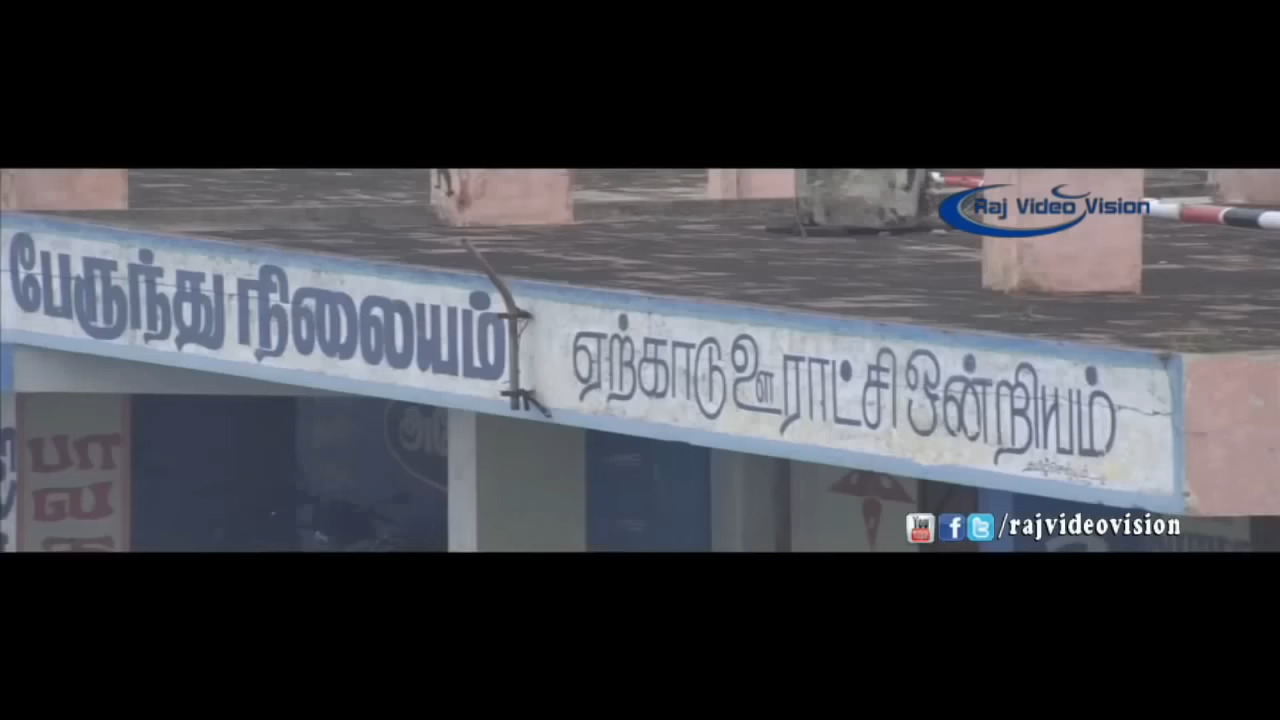 Raj Video Vision
பேருந்து நிலையம்
ஏற்காடு ஊராட்சி ஒன்றியம்
/rajvideovision